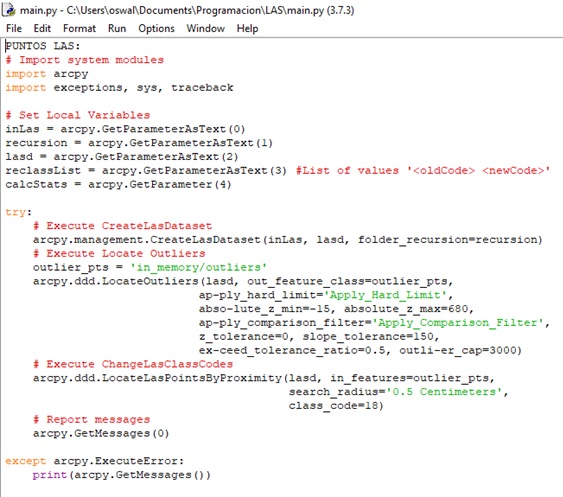 main.py - C:\Users\oswal\Documents\Programacion\LAS\main.py (3.7.3)
File Edit Format Run Options Window Help
PUNTOS LAS:
# Import system modules
import arcpy
import exceptions, sys, traceback

# Set Local Variables
inLas = arcpy.GetParameterAsText(0)
recursion = arcpy.GetParameterAsText(1)
lasd = arcpy.GetParameterAsText(2)
reclassList = arcpy.GetParameterAsText(3) #List of values '<oldCode> <newCode>'
calcStats = arcpy.GetParameter(4)

try:
    # Execute CreateLasDataset
    arcpy.management.CreateLasDataset(inLas, lasd, folder_recursion=recursion)
    # Execute Locate Outliers
    outlier_pts = 'in_memory/outliers'
    arcpy.ddd.LocateOutliers(lasd, out_feature_class=outlier_pts,
                             ap-ply_hard_limit='Apply_Hard_Limit',
                             abso-lute_z_min=-15, absolute_z_max=680,
                             ap-ply_comparison_filter='Apply_Comparison_Filter',
                             z_tolerance=0, slope_tolerance=150,
                             ex-ceed_tolerance_ratio=0.5, outli-er_cap=3000)
    # Execute ChangeLasClassCodes
    arcpy.ddd.LocateLasPointsByProximity(lasd, in_features=outlier_pts,
                                         search_radius='0.5 Centimeters',
                                         class_code=18)
    # Report messages
    arcpy.GetMessages(0)

except arcpy.ExecuteError:
    print(arcpy.GetMessages())